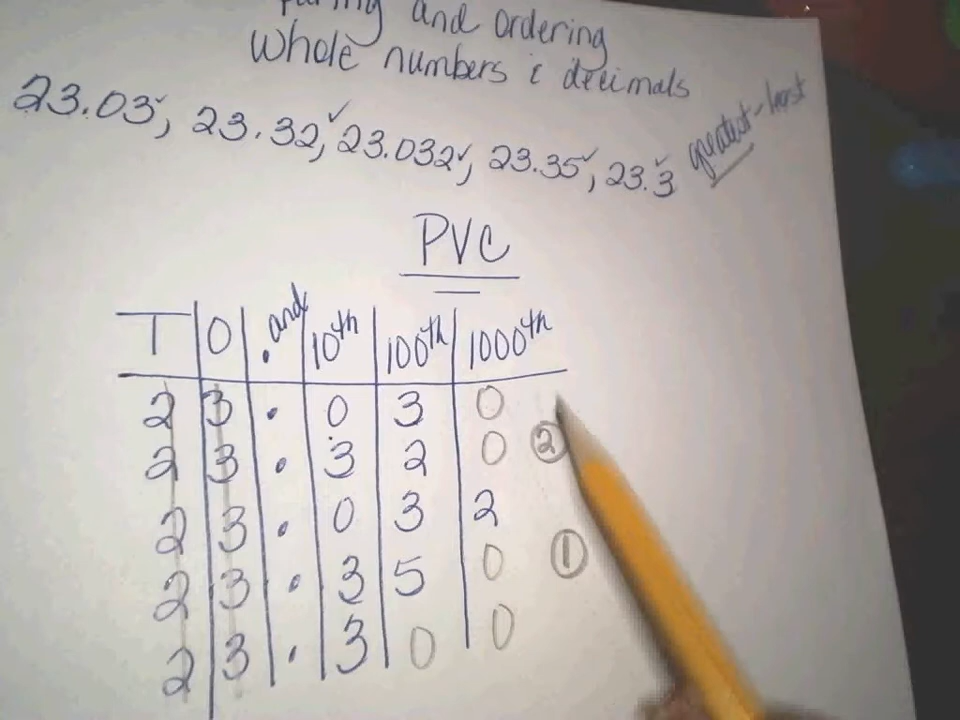 and ordering
Whole numbers & decimals
23.03, 23.32, 23.032, 23.35, 23.3 greatest-least
PVC
T O . and 10th 100th 1000th
2 3 . 0 3 0
2 3 . 3 2 0 2
2 3 . 0 3 2
2 3 . 3 5 0 1
2 3 . 3 0 0